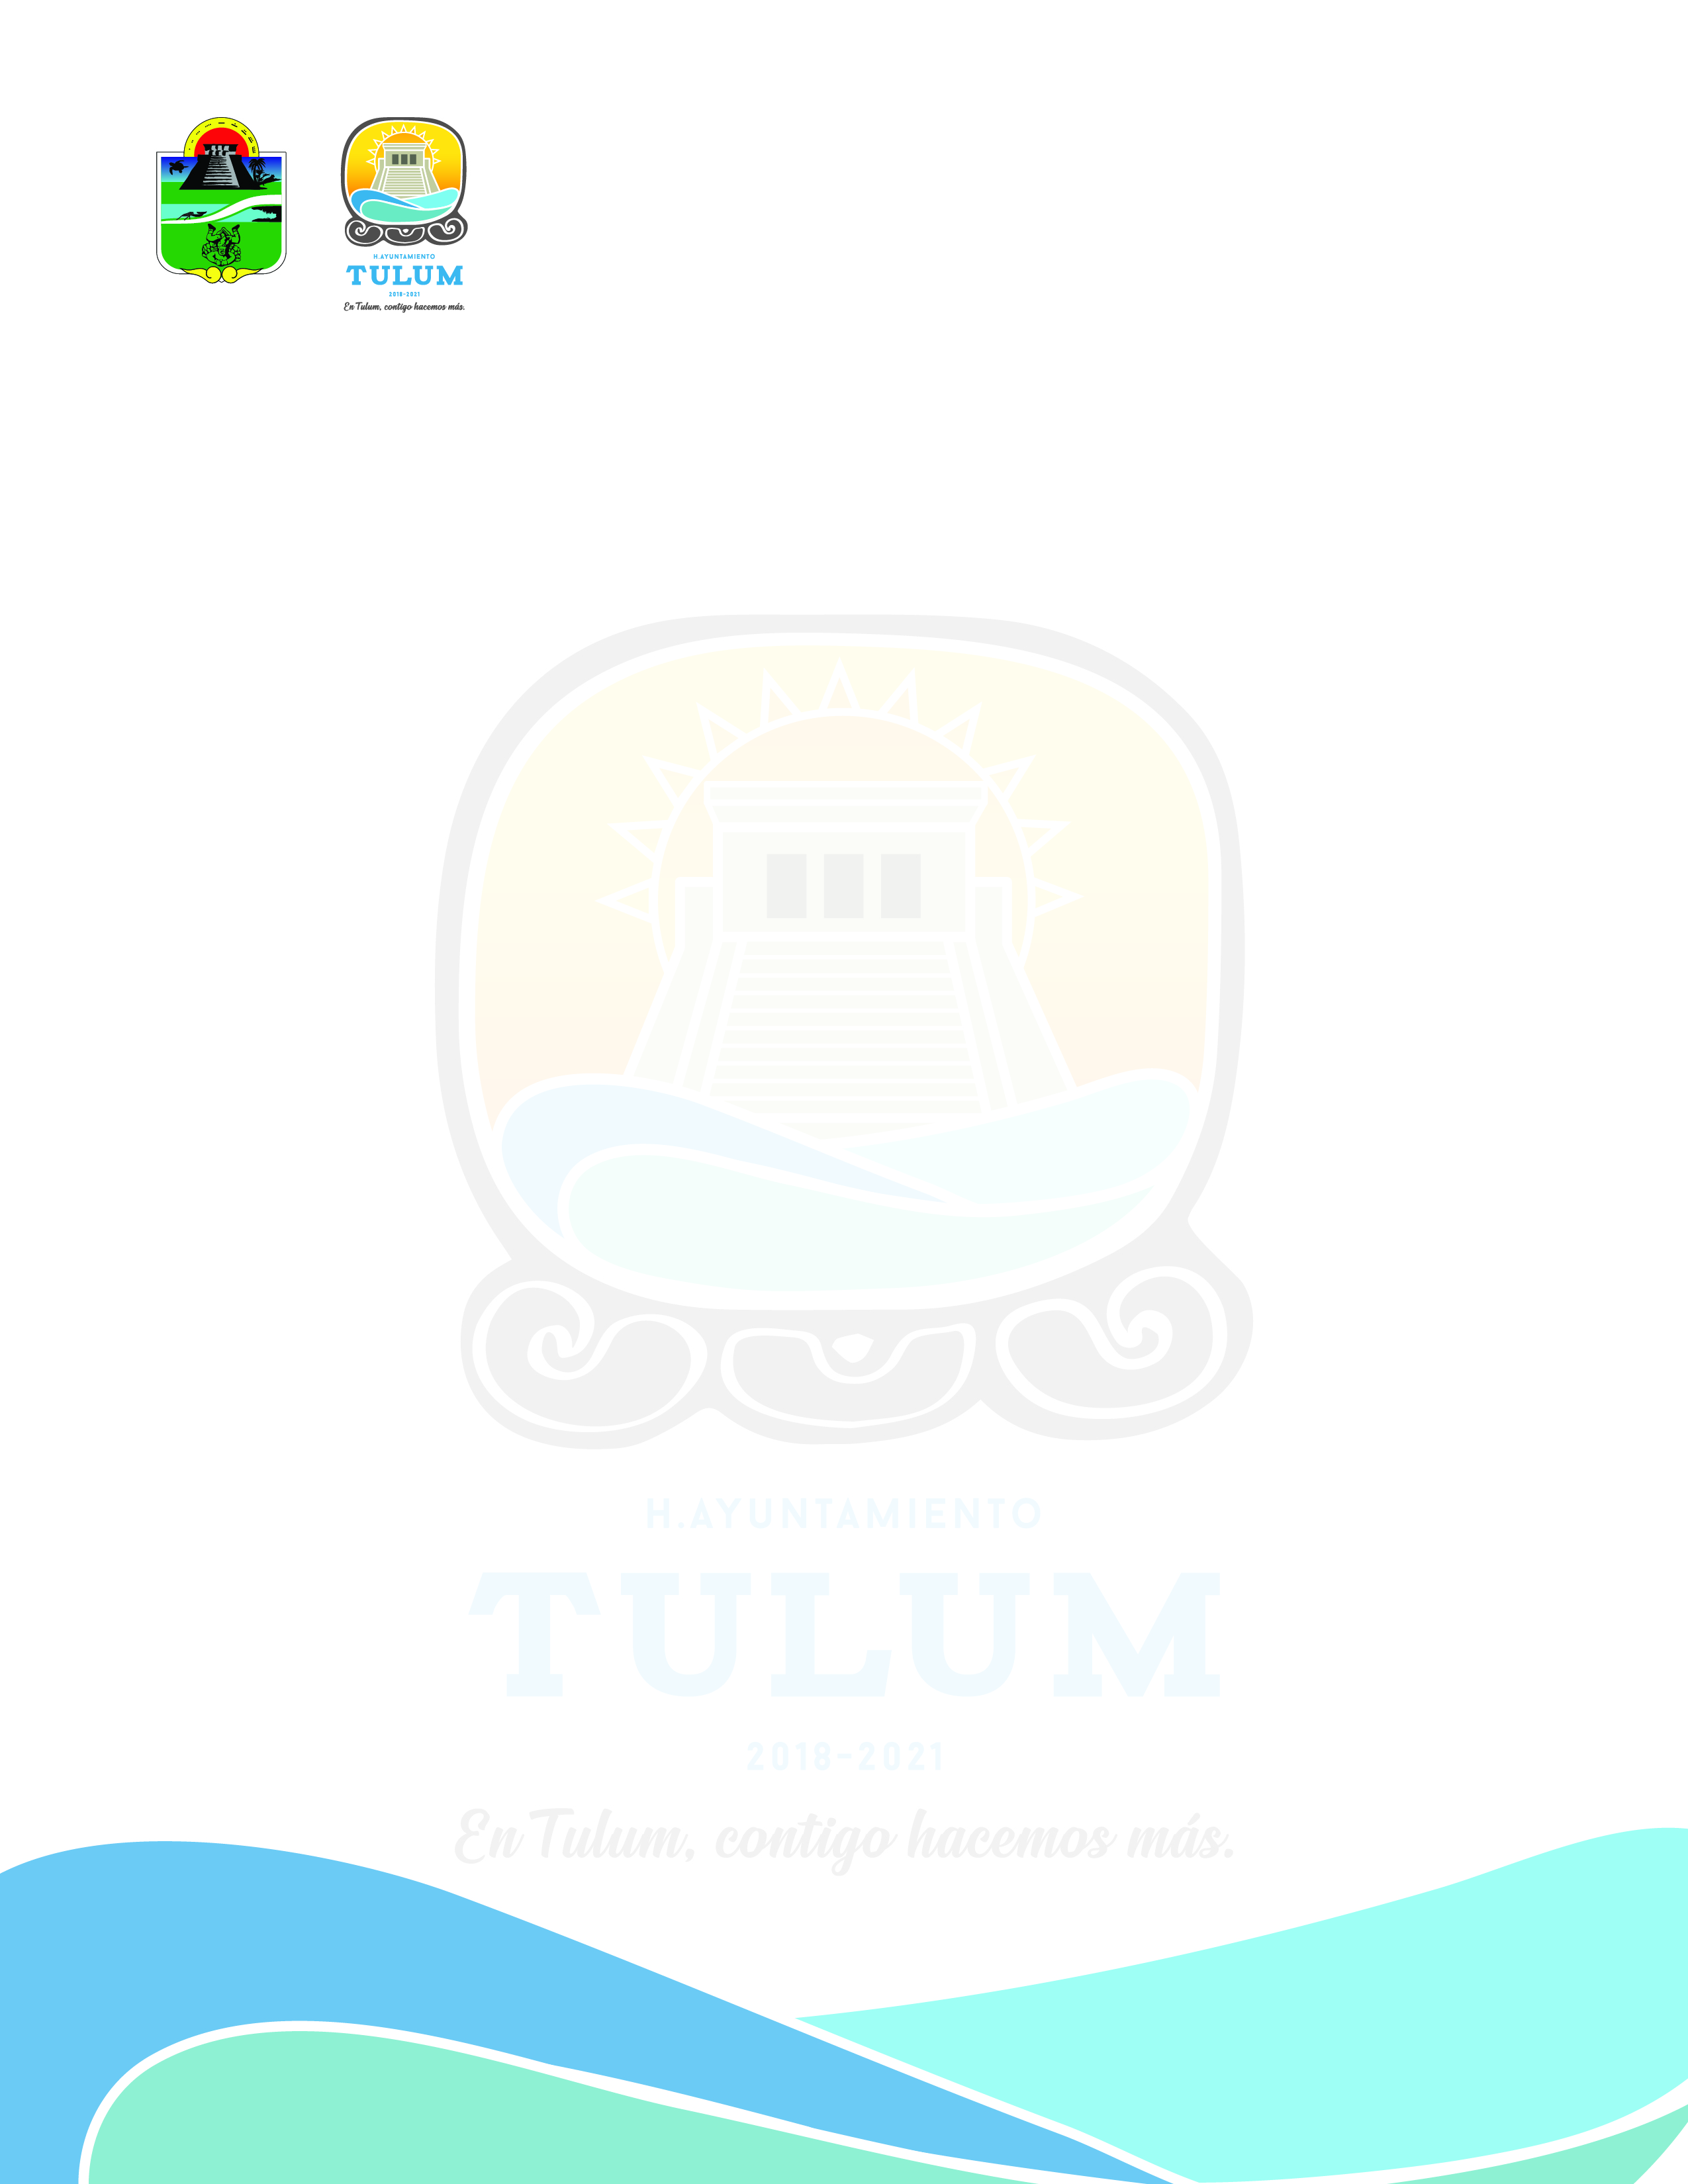 H.AYUNTAMIENTO
TULUM
2018-2021
En Tulum, contigo hacemos más.
H.AYUNTAMIENTO
TULUM
2018-2021
En Tulum, contigo hacemos más.